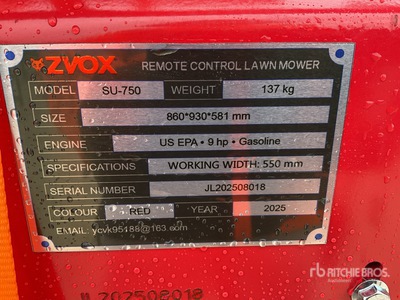 ZVOX REMOTE CONTROL LAWN MOWER
MODEL SU-750 WEIGHT 137 kg
SIZE 860*930*581 mm
ENGINE US EPA • 9 hp • Gasoline
SPECIFICATIONS WORKING WIDTH: 550 mm
SERIAL NUMBER JL202508018
COLOUR RED YEAR 2025
EMAIL: ycvk95188@163.com
rb RITCHIE BROS.
JL202508018